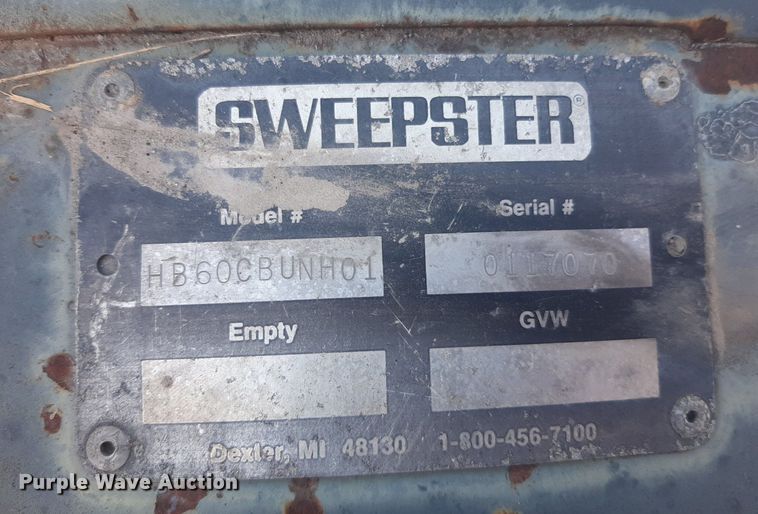 SWEEPSTER®
Model # Serial #
HB60CBUNH01 0117070
Empty GVW
Dexter, MI 48130 1-800-456-7100
Purple Wave Auction